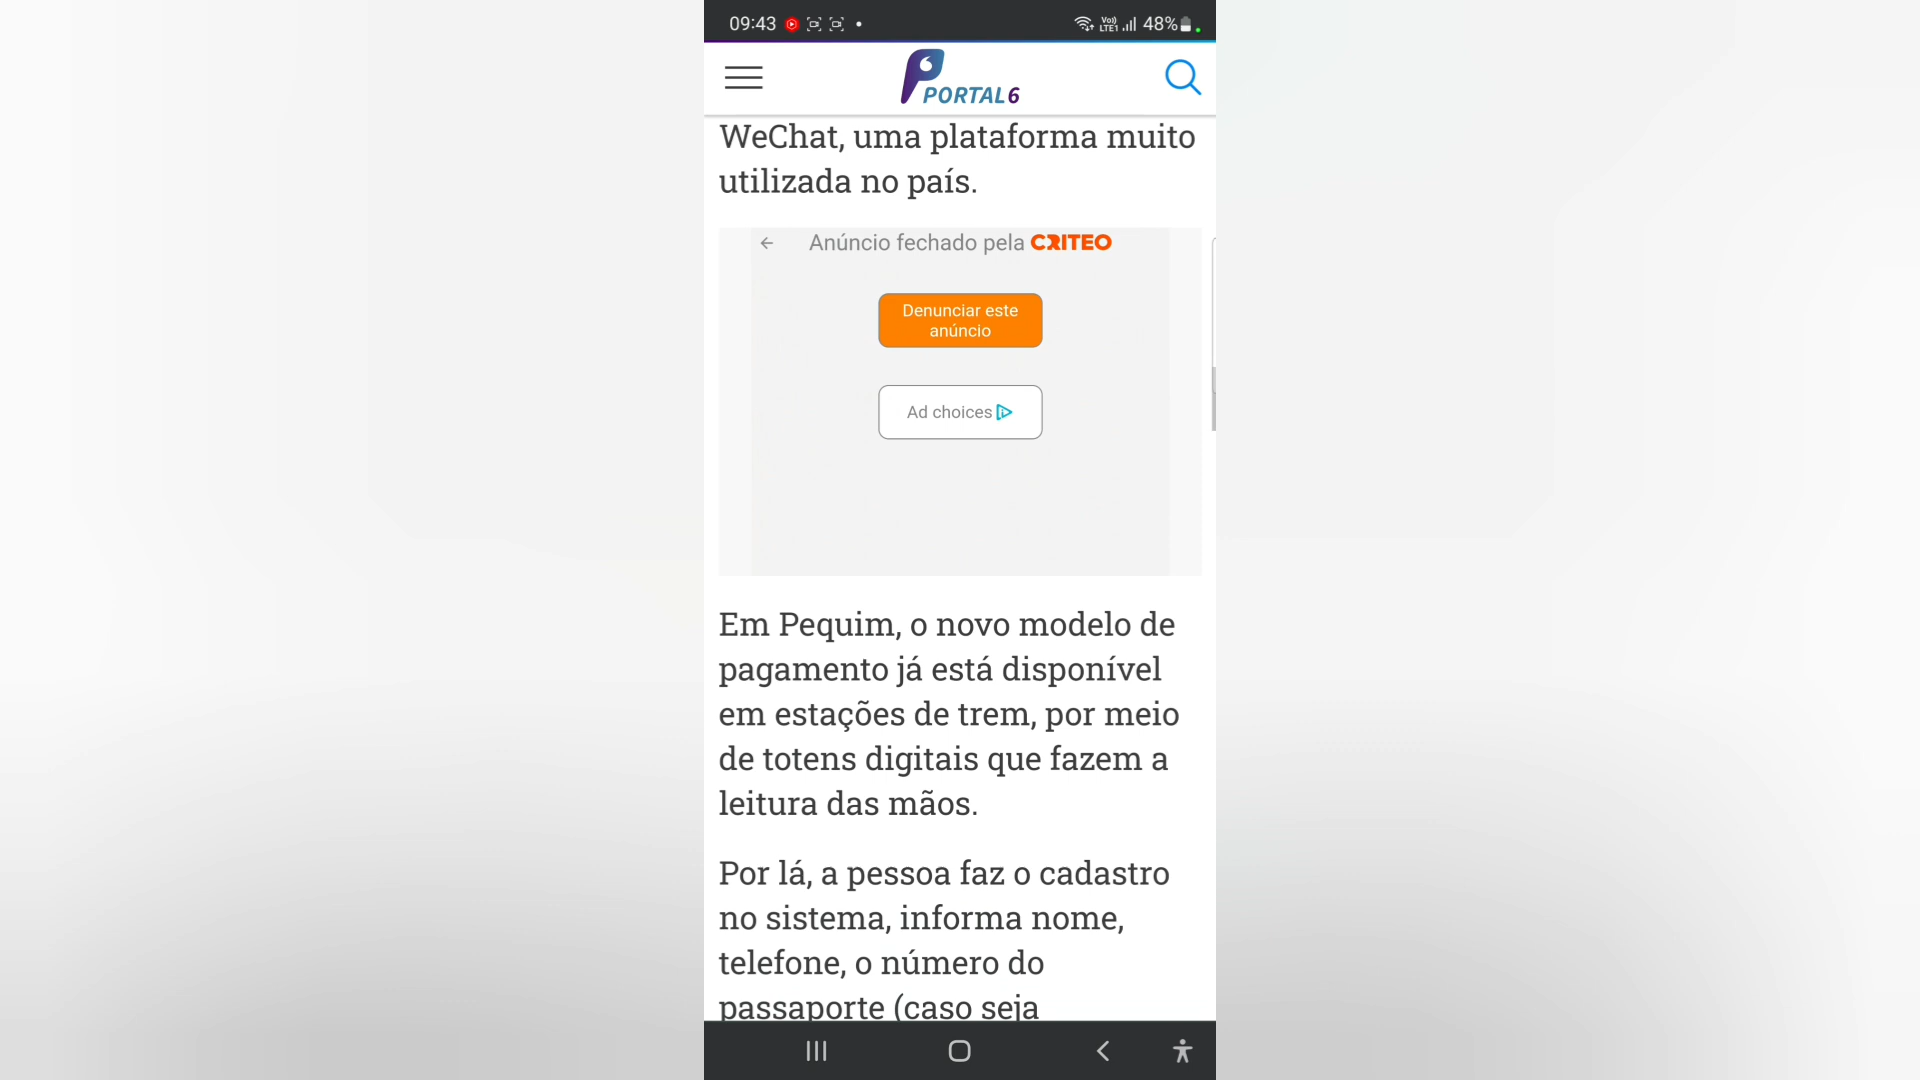 09:43
Vo))
LTE1
48%
PORTAL6
WeChat, uma plataforma muito
utilizada no país.
Anúncio fechado pela CRITEO
Denunciar este
anúncio
Ad choices
Em Pequim, o novo modelo de
pagamento já está disponível
em estações de trem, por meio
de totens digitais que fazem a
leitura das mãos.
Por lá, a pessoa faz o cadastro
no sistema, informa nome,
telefone, o número do
passaporte (caso seja